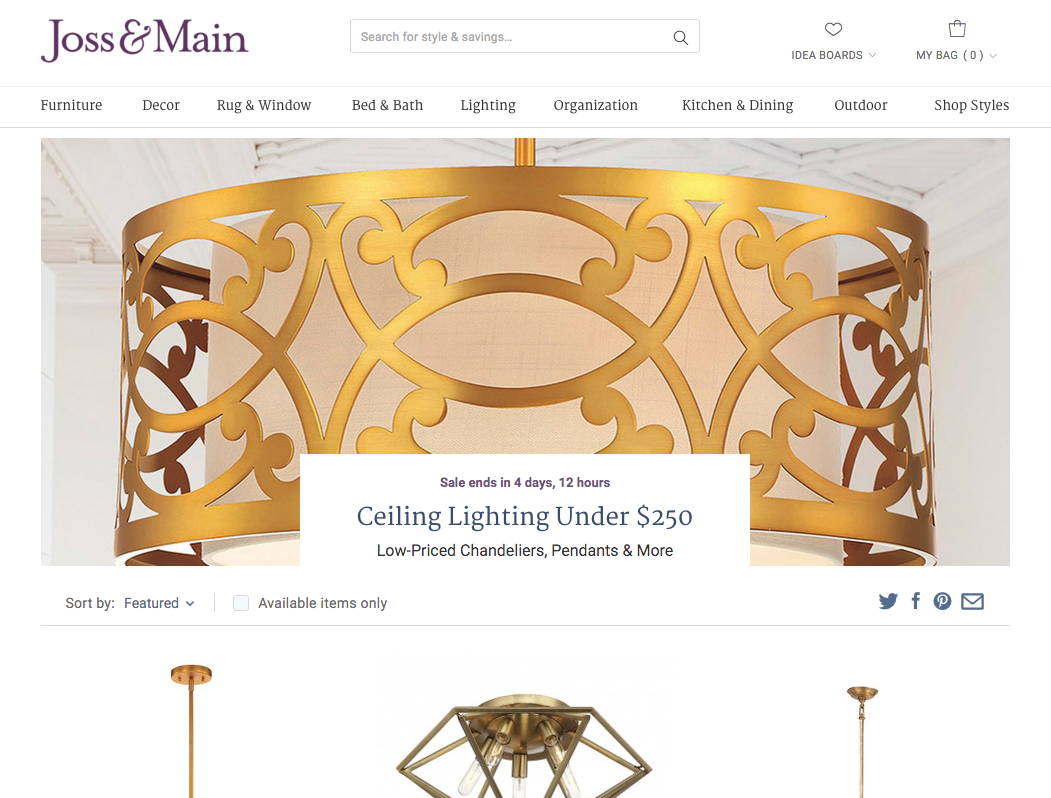 Joss&Main
Search for style & savings...
IDEA BOARDS
MY BAG ( 0 )
Furniture Decor Rug & Window Bed & Bath Lighting Organization Kitchen & Dining Outdoor Shop Styles
Sale ends in 4 days, 12 hours
Ceiling Lighting Under $250
Low-Priced Chandeliers, Pendants & More
Sort by: Featured Available items only